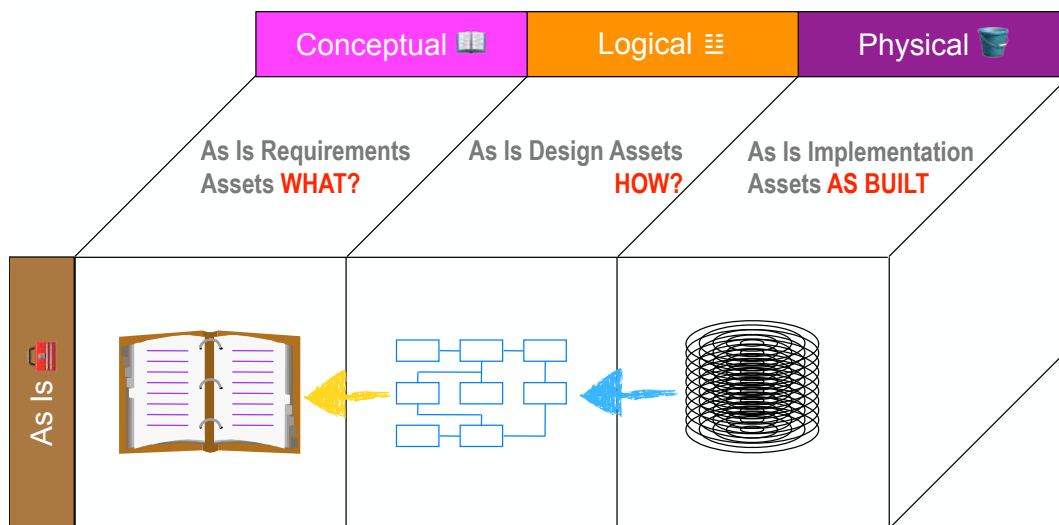 Conceptual
Logical
Physical
As Is Requirements
Assets WHAT?
As Is Design Assets
HOW?
As Is Implementation
Assets AS BUILT
As Is